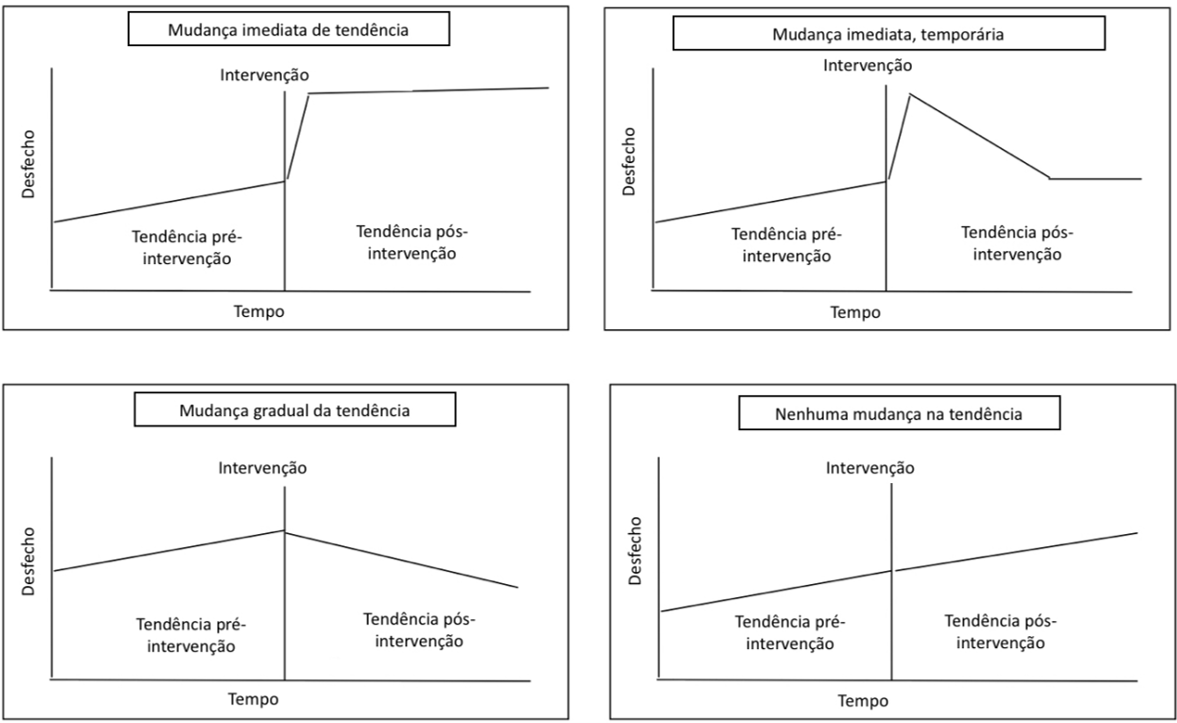 Mudança imediata de tendência
Intervenção
Desfecho
Tendência pré-
intervenção
Tendência pós-
intervenção
Tempo
Mudança imediata, temporária
Intervenção
Desfecho
Tendência pré-
intervenção
Tendência pós-
intervenção
Tempo
Mudança gradual da tendência
Intervenção
Desfecho
Tendência pré-
intervenção
Tendência pós-
intervenção
Tempo
Nenhuma mudança na tendência
Intervenção
Desfecho
Tendência pré-
intervenção
Tendência pós-
intervenção
Tempo